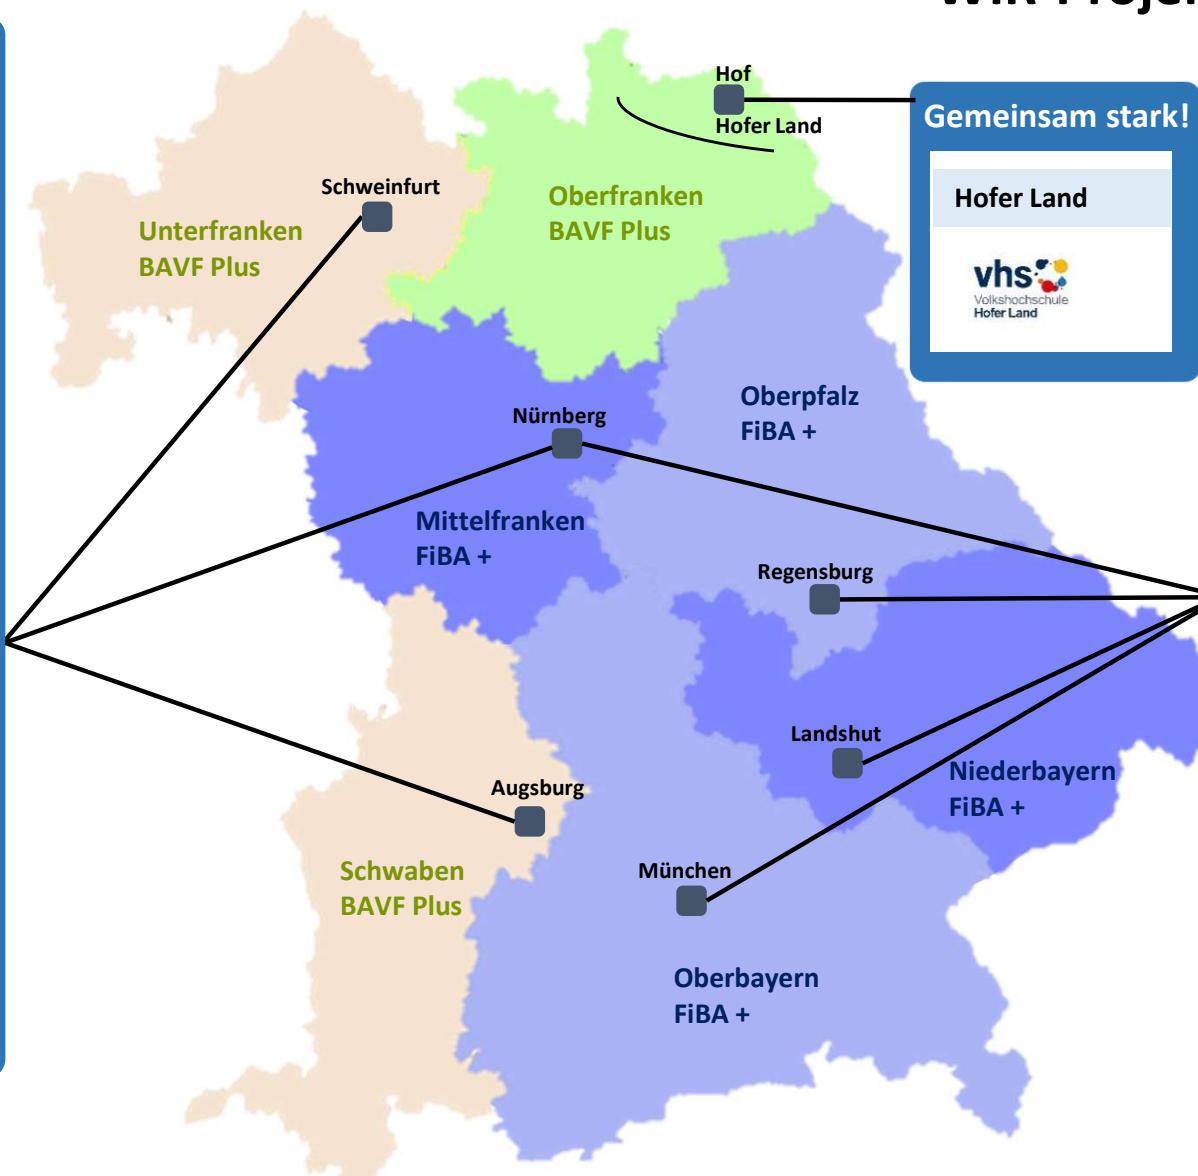 Hof
Hofer Land
Gemeinsam stark!
Hofer Land
vhs
Volkshochschule
Hofer Land
Schweinfurt
Unterfranken
BAVF Plus
Oberfranken
BAVF Plus
Nürnberg
Oberpfalz
FiBA +
Mittelfranken
FiBA +
Regensburg
Landshut
Niederbayern
FiBA +
Augsburg
Schwaben
BAVF Plus
München
Oberbayern
FiBA +